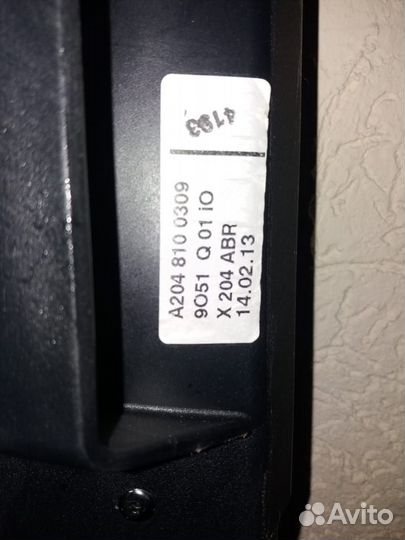 4193
A204 810 0309
9O51 Q 01 iO
X 204 ABR
14.02.13
Avito